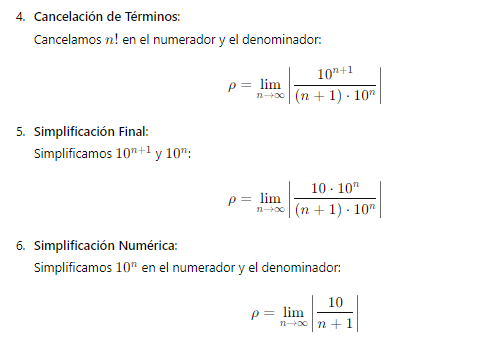 4. Cancelación de Términos:
Cancelamos n! en el numerador y el denominador:
ρ = lim_{n→∞} | 10^{n+1} / ((n + 1) · 10^n) |
5. Simplificación Final:
Simplificamos 10^{n+1} y 10^n:
ρ = lim_{n→∞} | (10 · 10^n) / ((n + 1) · 10^n) |
6. Simplificación Numérica:
Simplificamos 10^n en el numerador y el denominador:
ρ = lim_{n→∞} | 10 / (n + 1) |